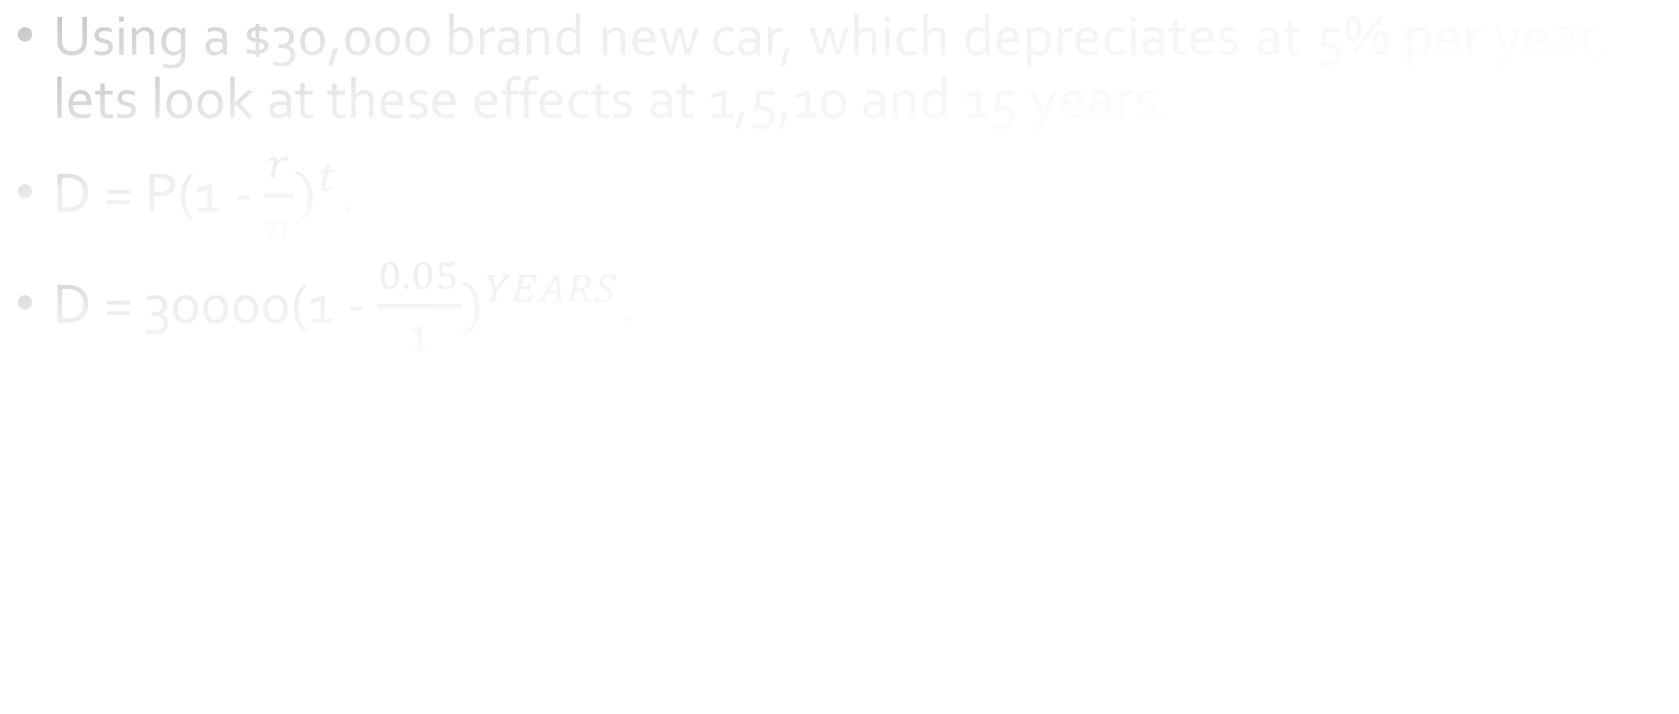 • Using a $30,000 brand new car, which depreciates at 5% per year,
lets look at these effects at 1,5,10 and 15 years.
• D = P(1 - r/n)^t.
• D = 30000(1 - 0.05/1)^YEARS.